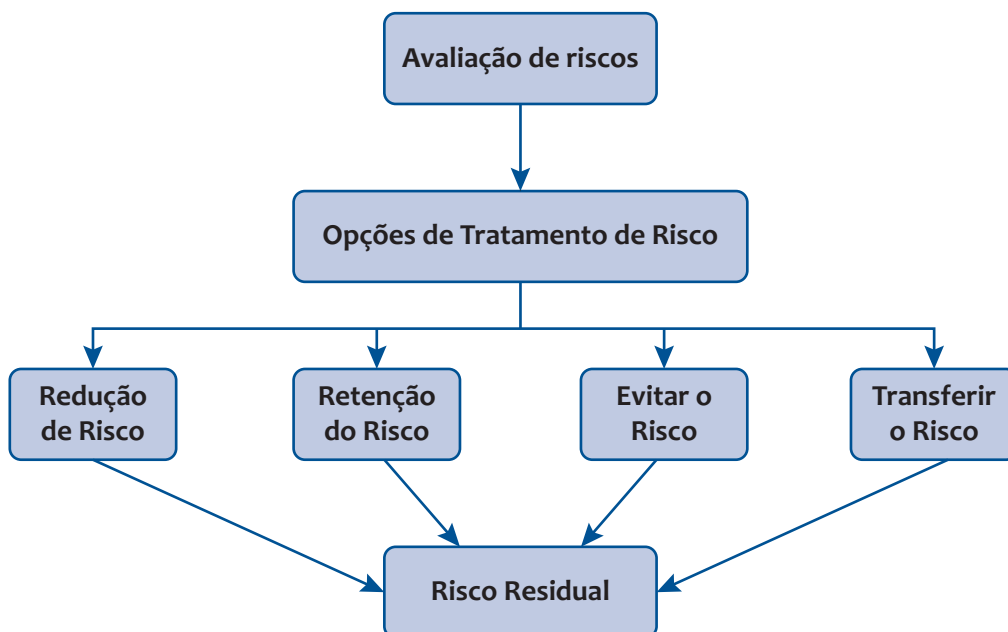 Avaliação de riscos
Opções de Tratamento de Risco
Redução
de Risco
Retenção
do Risco
Evitar o
Risco
Transferir
o Risco
Risco Residual